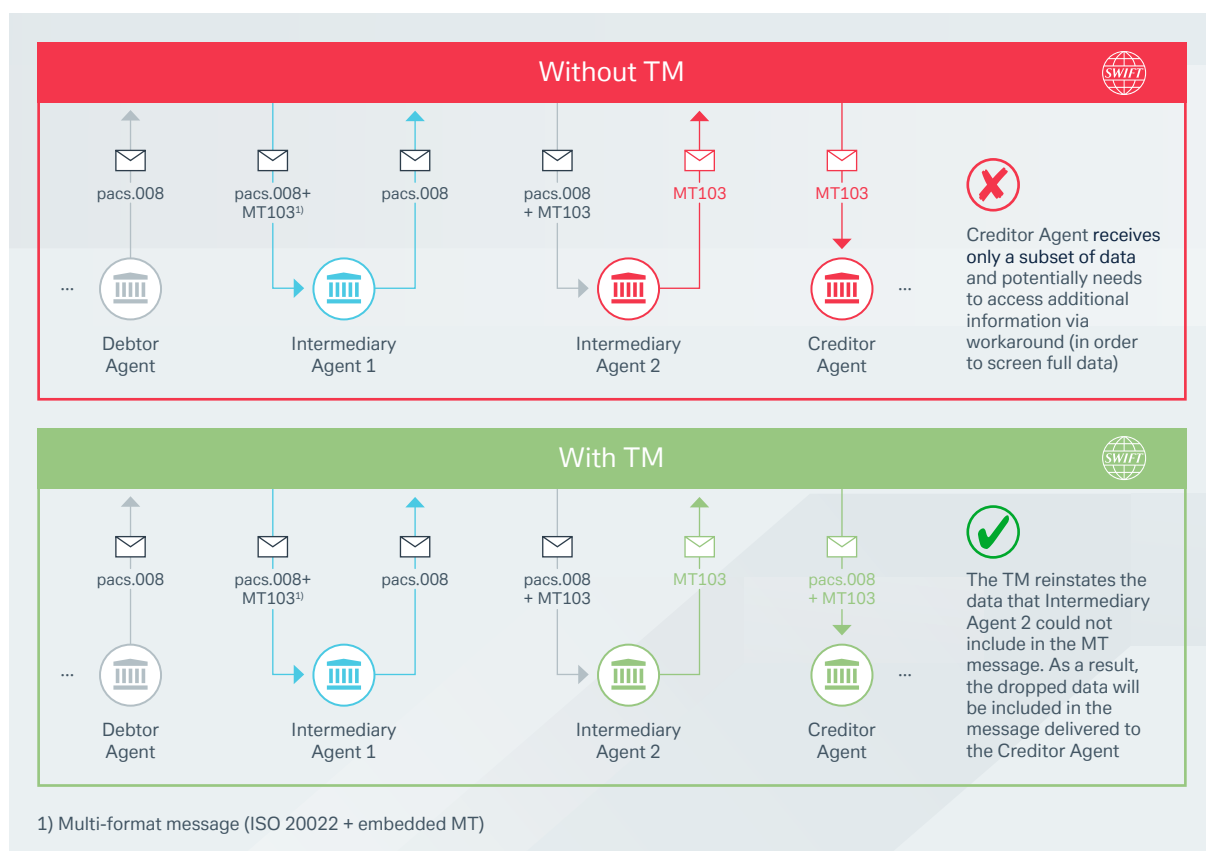 Without TM
SWIFT
pacs.008
pacs.008+
MT103¹⁾
pacs.008
pacs.008
+ MT103
MT103
MT103
...
Debtor
Agent
Intermediary
Agent 1
Intermediary
Agent 2
Creditor
Agent
...
Creditor Agent receives
only a subset of data
and potentially needs
to access additional
information via
workaround (in order
to screen full data)
With TM
SWIFT
pacs.008
pacs.008+
MT103¹⁾
pacs.008
pacs.008
+ MT103
MT103
pacs.008
+ MT103
...
Debtor
Agent
Intermediary
Agent 1
Intermediary
Agent 2
Creditor
Agent
...
The TM reinstates the
data that Intermediary
Agent 2 could not
include in the MT
message. As a result,
the dropped data will
be included in the
message delivered to
the Creditor Agent
1) Multi-format message (ISO 20022 + embedded MT)